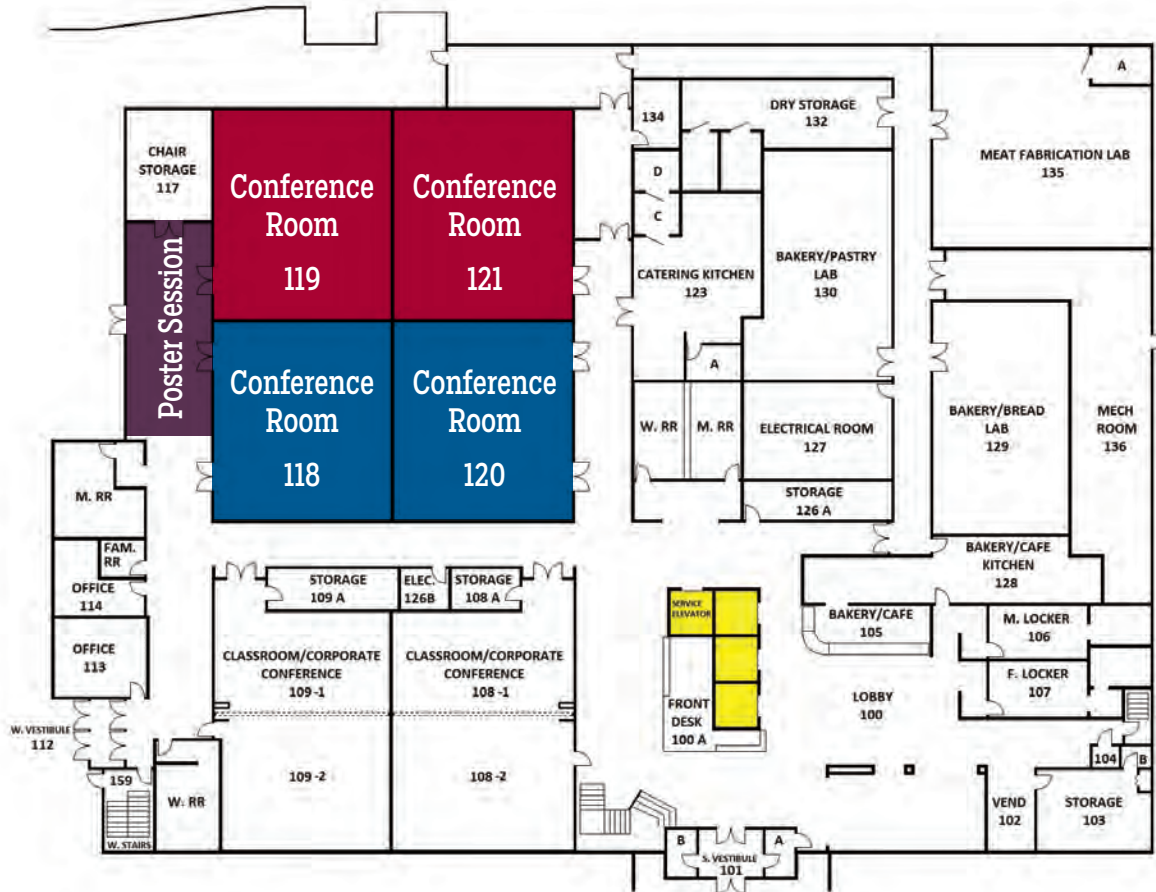 A
DRY STORAGE
132
134
MEAT FABRICATION LAB
135
CHAIR
STORAGE
117
Conference
Room
119
Conference
Room
121
D
C
BAKERY/PASTRY
LAB
130
CATERING KITCHEN
123
Poster Session
A
Conference
Room
118
Conference
Room
120
W. RR
M. RR
ELECTRICAL ROOM
127
BAKERY/BREAD
LAB
129
MECH
ROOM
136
M. RR
STORAGE
126 A
FAM.
RR
OFFICE
114
STORAGE
109 A
ELEC.
126B
STORAGE
108 A
BAKERY/CAFE
KITCHEN
128
SERVICE
ELEVATOR
BAKERY/CAFE
105
M. LOCKER
106
OFFICE
113
CLASSROOM/CORPORATE
CONFERENCE
109 -1
CLASSROOM/CORPORATE
CONFERENCE
108 -1
F. LOCKER
107
LOBBY
100
FRONT
DESK
100 A
W. VESTIBULE
112
159
109 -2
108 -2
104
B
W. RR
W. STAIRS
VEND
102
STORAGE
103
B
A
S. VESTIBULE
101